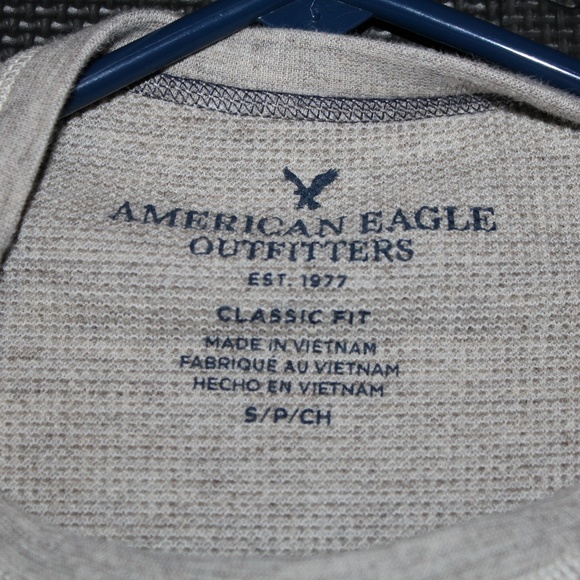 AMERICAN EAGLE
OUTFITTERS
EST. 1977
CLASSIC FIT
MADE IN VIETNAM
FABRIQUÉ AU VIETNAM
HECHO EN VIETNAM
S/P/CH